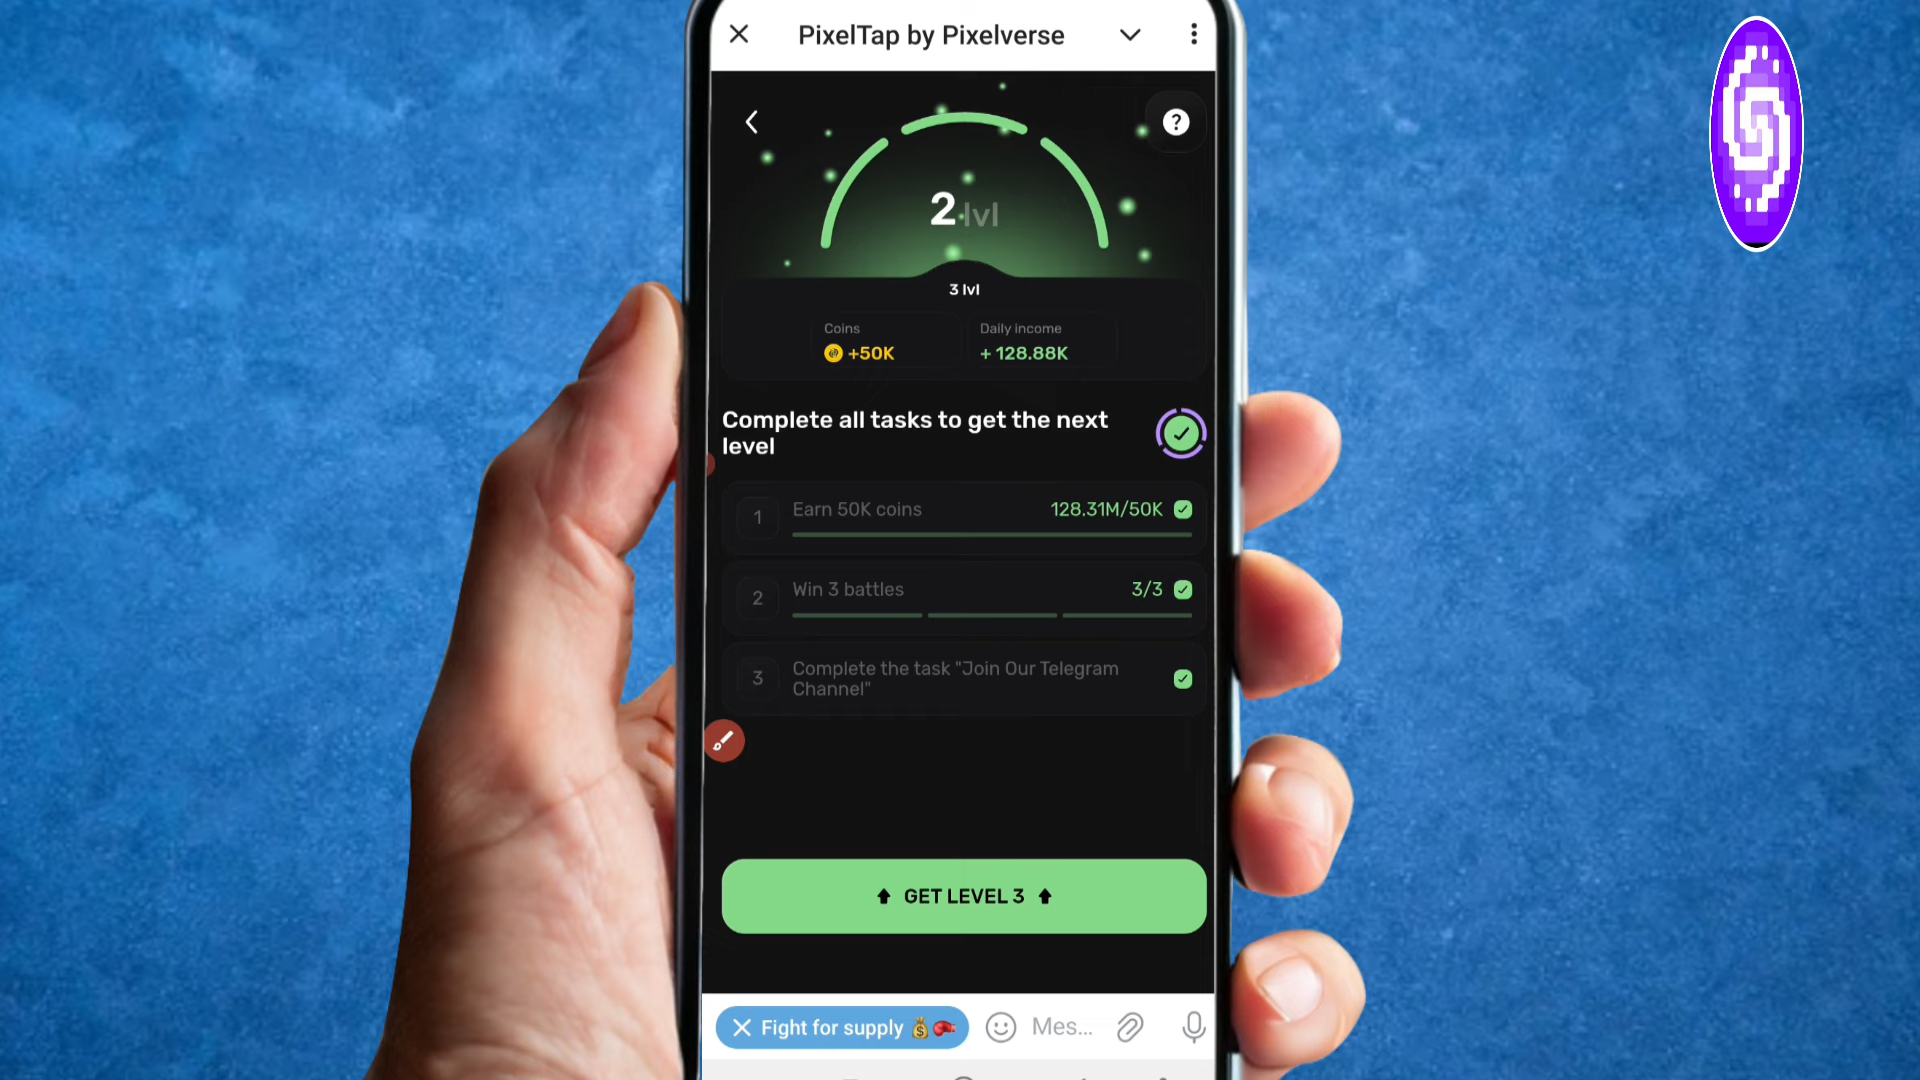 PixelTap by Pixelverse
?
2 lvl
3 lvl
Coins
+50K
Daily income
+ 128.88K
Complete all tasks to get the next
level
1
Earn 50K coins
128.31M/50K
2
Win 3 battles
3/3
3
Complete the task "Join Our Telegram
Channel"
GET LEVEL 3
Fight for supply
Mes...